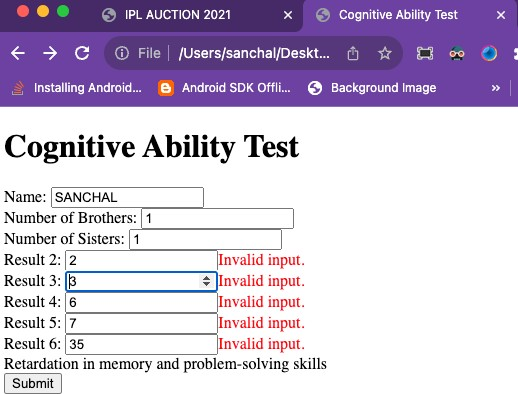 IPL AUCTION 2021
Cognitive Ability Test
File /Users/sanchal/Deskt...
Installing Android...
Android SDK Offli...
Background Image
»
Cognitive Ability Test
Name: SANCHAL
Number of Brothers: 1
Number of Sisters: 1
Result 2: 2 Invalid input.
Result 3: 3 Invalid input.
Result 4: 6 Invalid input.
Result 5: 7 Invalid input.
Result 6: 35 Invalid input.
Retardation in memory and problem-solving skills
Submit